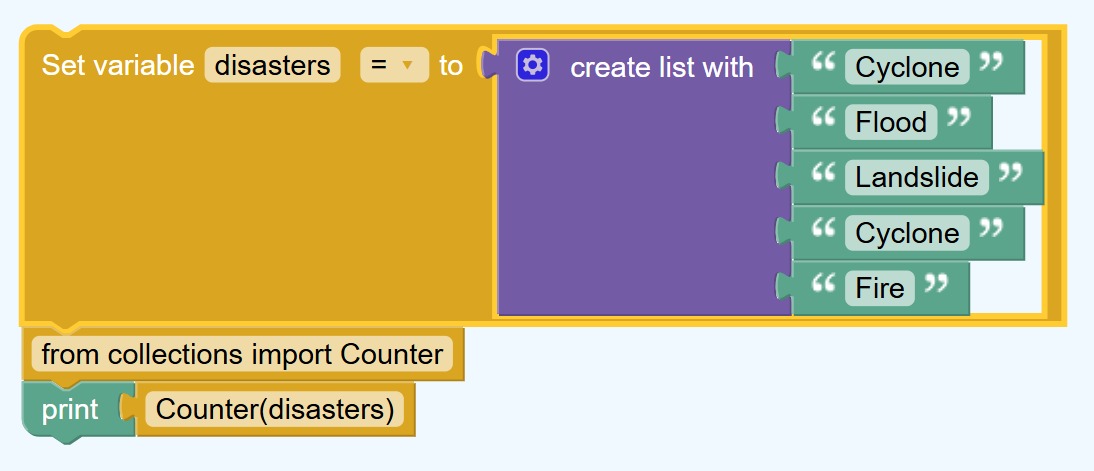 Set variable disasters = ▾ to create list with “ Cyclone ”
“ Flood ”
“ Landslide ”
“ Cyclone ”
“ Fire ”
from collections import Counter
print Counter(disasters)